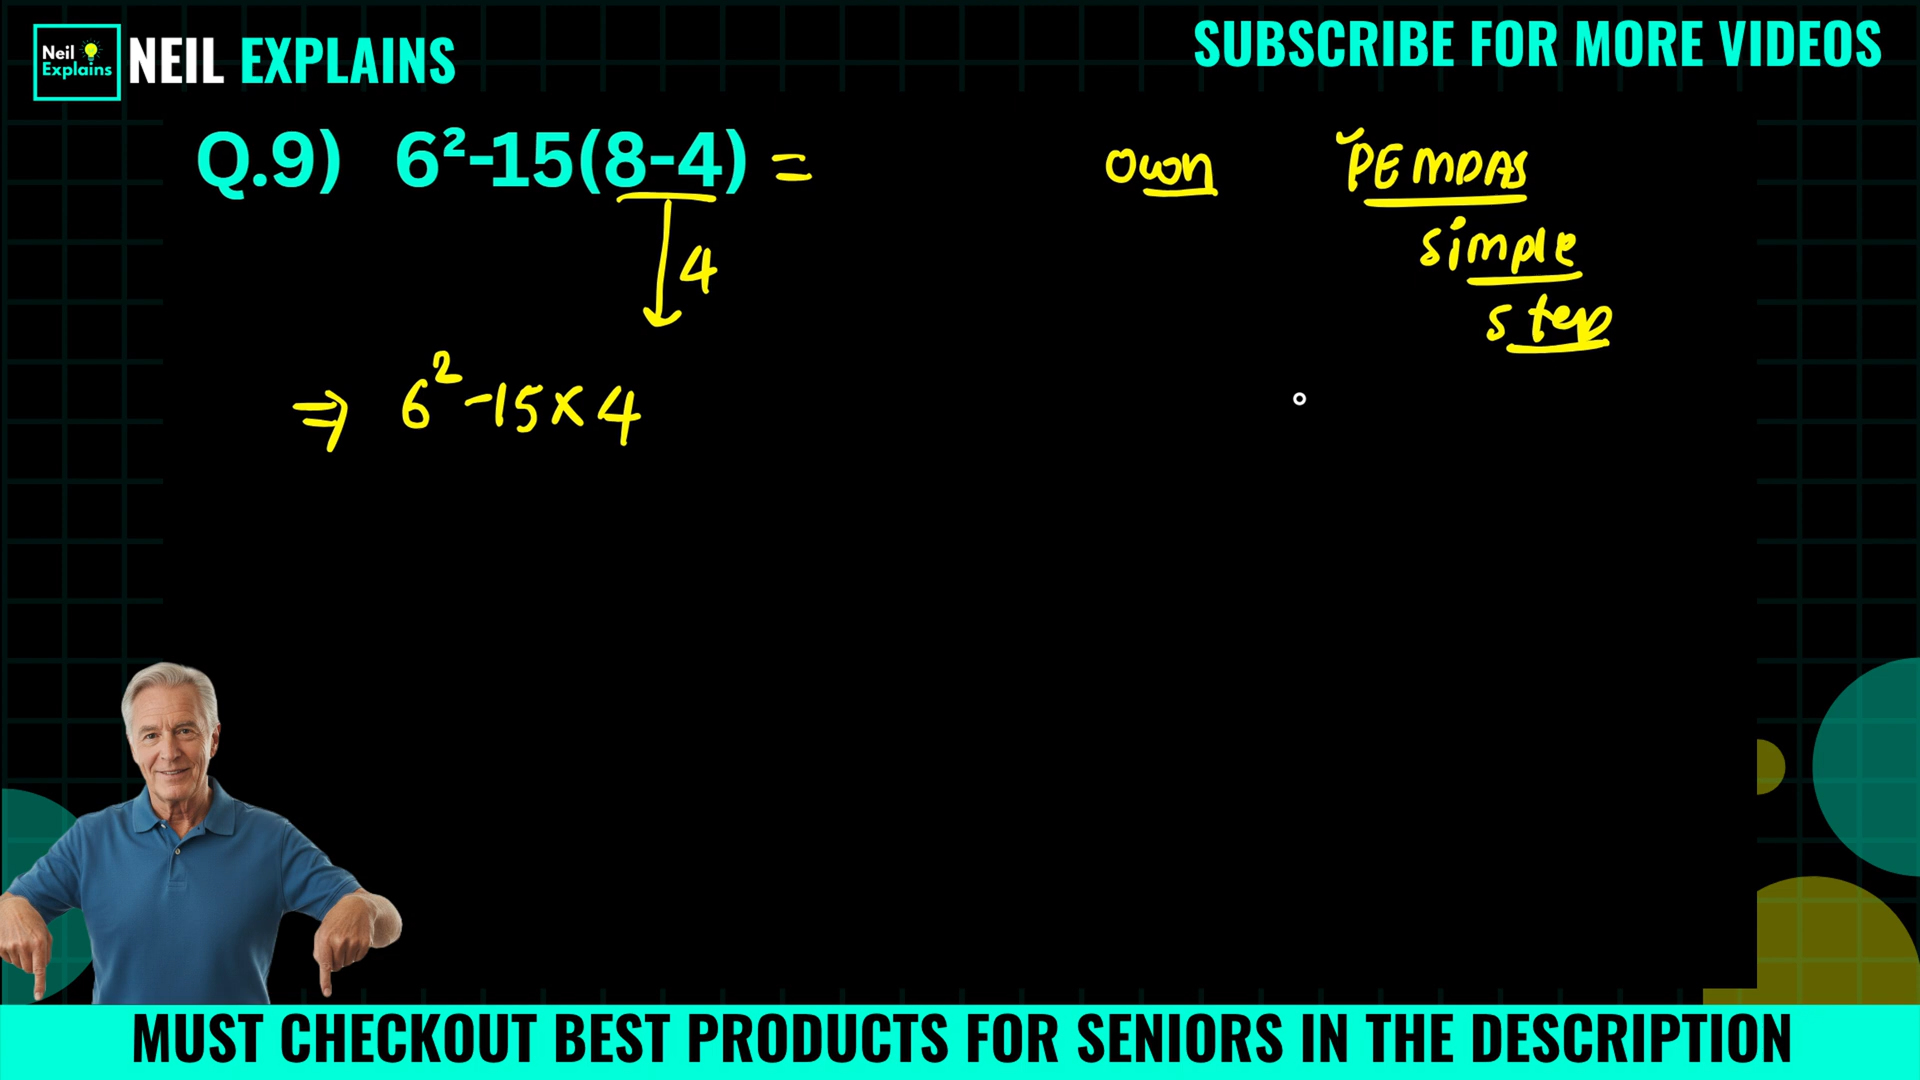 Neil
Explains
NEIL EXPLAINS
SUBSCRIBE FOR MORE VIDEOS
Q.9) 6²-15(8-4) =
own
PEMDAS
simple
step
4
⇒ 6²-15×4
MUST CHECKOUT BEST PRODUCTS FOR SENIORS IN THE DESCRIPTION